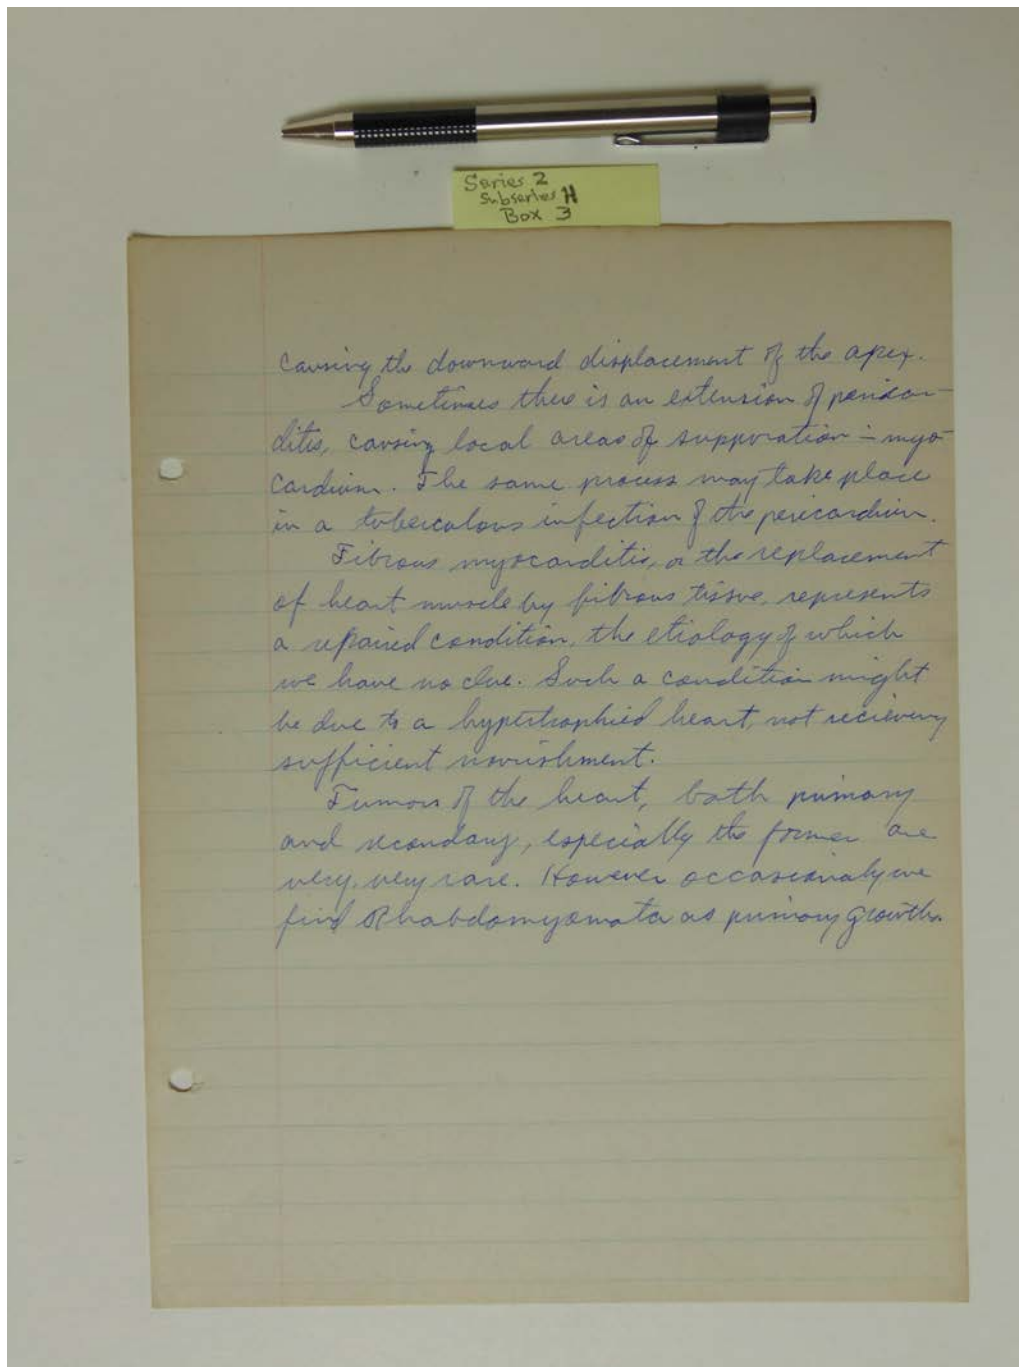 Series 2
Subseries H
Box 3
causing the downward displacement of the apex.
Sometimes there is an extension of pericar-
ditis, causing local areas of suppuration - myo-
cardium. The same process may take place
in a tuberculous infection of the pericardium.
Fibrous myocarditis, or the replacement
of heart muscle by fibrous tissue, represents
a repaired condition, the etiology of which
we have no clue. Such a condition might
be due to a hypertrophied heart, not recieving
sufficient nourishment.
Tumors of the heart, both primary
and secondary, especially the former are
very, very rare. However occasionaly we
find Rhabdomyomata as primary growths.